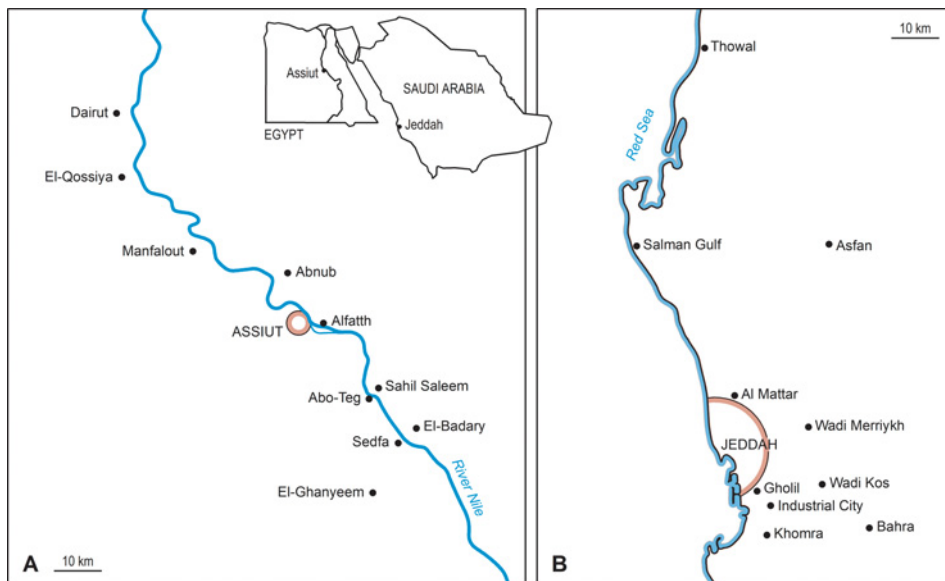 Assiut
SAUDI ARABIA
EGYPT
Jeddah
Dairut
El-Qossiya
Manfalout
Abnub
ASSIUT
Alfatth
Sahil Saleem
Abo-Teg
El-Badary
Sedfa
El-Ghanyeem
River Nile
A
10 km
10 km
Thowal
Red Sea
Salman Gulf
Asfan
Al Mattar
Wadi Merriykh
JEDDAH
Wadi Kos
Gholil
Industrial City
Bahra
Khomra
B